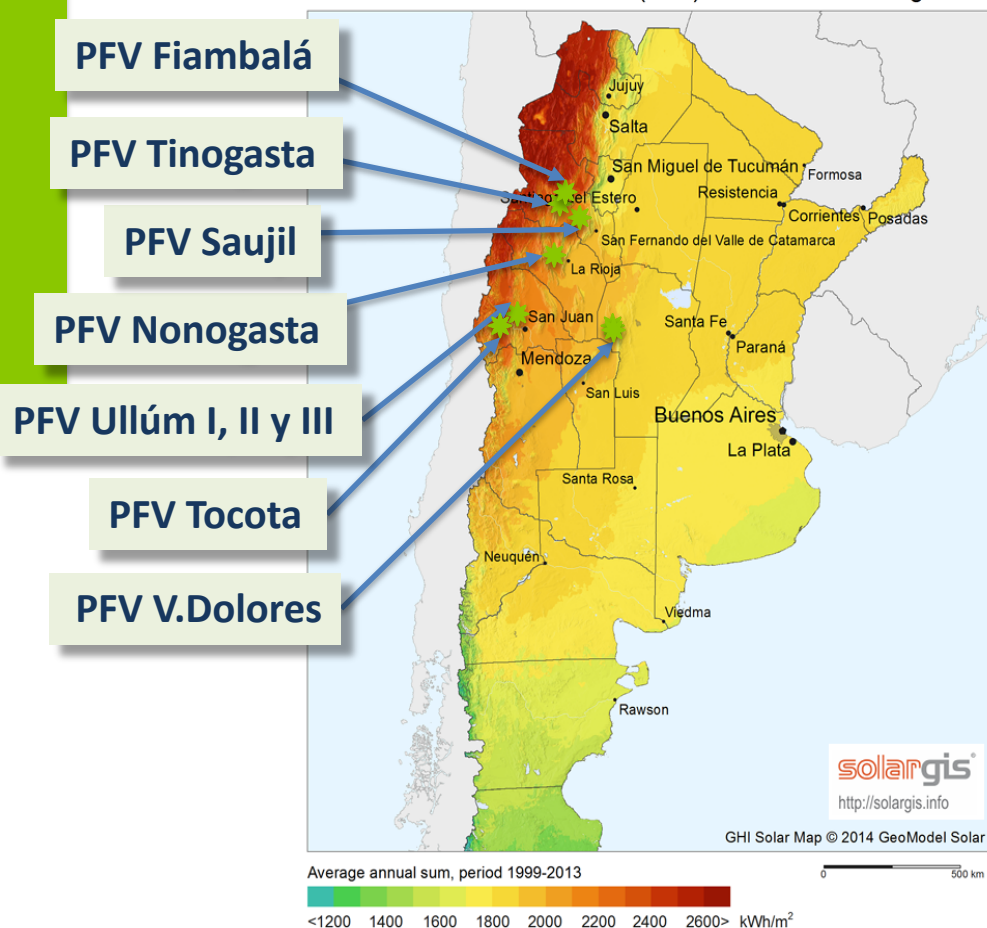 PFV Fiambalá
PFV Tinogasta
PFV Saujil
PFV Nonogasta
PFV Ullúm I, II y III
PFV Tocota
PFV V.Dolores
Jujuy
Salta
San Miguel de Tucumán
Formosa
Resistencia
Corrientes
Posadas
Santiago del Estero
San Fernando del Valle de Catamarca
La Rioja
San Juan
Santa Fe
Paraná
Mendoza
San Luis
Buenos Aires
La Plata
Santa Rosa
Neuquén
Viedma
Rawson
solargis
http://solargis.info
GHI Solar Map © 2014 GeoModel Solar
Average annual sum, period 1999-2013
0 500 km
<1200 1400 1600 1800 2000 2200 2400 2600> kWh/m²